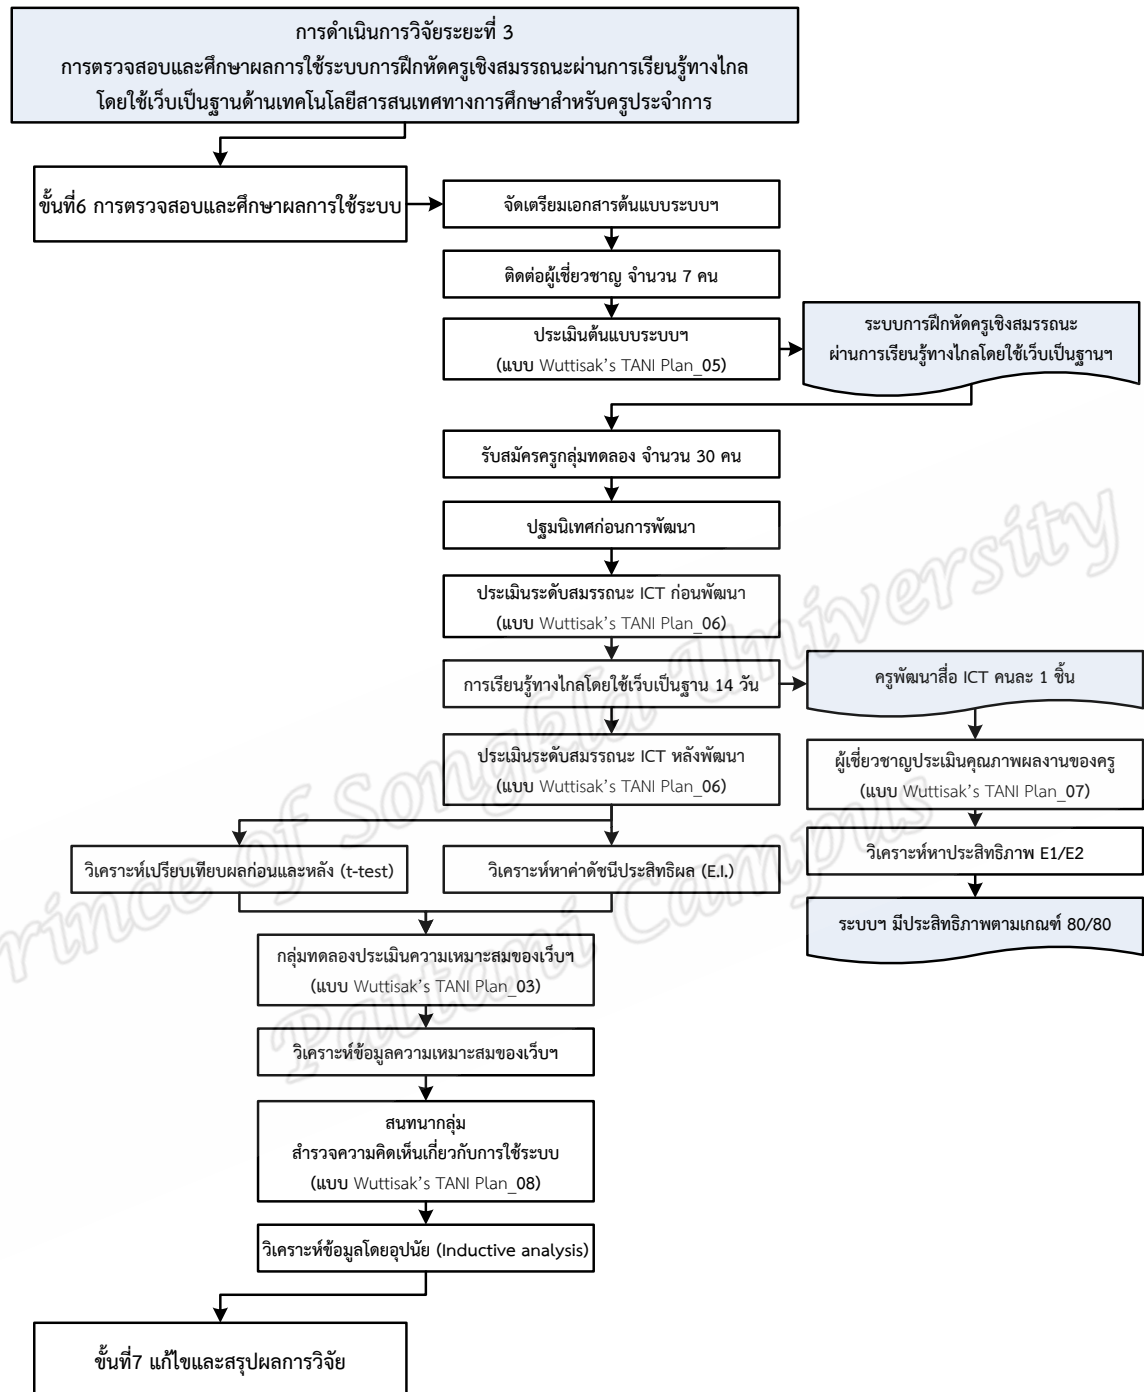 การดำเนินการวิจัยระยะที่ 3
การตรวจสอบและศึกษาผลการใช้ระบบการฝึกหัดครูเชิงสมรรถนะผ่านการเรียนรู้ทางไกล
โดยใช้เว็บเป็นฐานด้านเทคโนโลยีสารสนเทศทางการศึกษาสำหรับครูประจำการ
ขั้นที่6 การตรวจสอบและศึกษาผลการใช้ระบบ
จัดเตรียมเอกสารต้นแบบระบบฯ
ติดต่อผู้เชี่ยวชาญ จำนวน 7 คน
ประเมินต้นแบบระบบฯ
(แบบ Wuttisak's TANI Plan_05)
ระบบการฝึกหัดครูเชิงสมรรถนะ
ผ่านการเรียนรู้ทางไกลโดยใช้เว็บเป็นฐานฯ
รับสมัครครูกลุ่มทดลอง จำนวน 30 คน
ปฐมนิเทศก่อนการพัฒนา
ประเมินระดับสมรรถนะ ICT ก่อนพัฒนา
(แบบ Wuttisak's TANI Plan_06)
การเรียนรู้ทางไกลโดยใช้เว็บเป็นฐาน 14 วัน
ครูพัฒนาสื่อ ICT คนละ 1 ชิ้น
ประเมินระดับสมรรถนะ ICT หลังพัฒนา
(แบบ Wuttisak's TANI Plan_06)
ผู้เชี่ยวชาญประเมินคุณภาพผลงานของครู
(แบบ Wuttisak's TANI Plan_07)
วิเคราะห์เปรียบเทียบผลก่อนและหลัง (t-test)
วิเคราะห์หาค่าดัชนีประสิทธิผล (E.I.)
วิเคราะห์หาประสิทธิภาพ E1/E2
ระบบฯ มีประสิทธิภาพตามเกณฑ์ 80/80
กลุ่มทดลองประเมินความเหมาะสมของเว็บฯ
(แบบ Wuttisak's TANI Plan_03)
วิเคราะห์ข้อมูลความเหมาะสมของเว็บฯ
สนทนากลุ่ม
สำรวจความคิดเห็นเกี่ยวกับการใช้ระบบ
(แบบ Wuttisak's TANI Plan_08)
วิเคราะห์ข้อมูลโดยอุปนัย (Inductive analysis)
ขั้นที่7 แก้ไขและสรุปผลการวิจัย
Prince of Songkla University
Pattani Campus